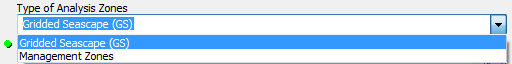 Type of Analysis Zones
Gridded Seascape (GS)
Gridded Seascape (GS)
Management Zones